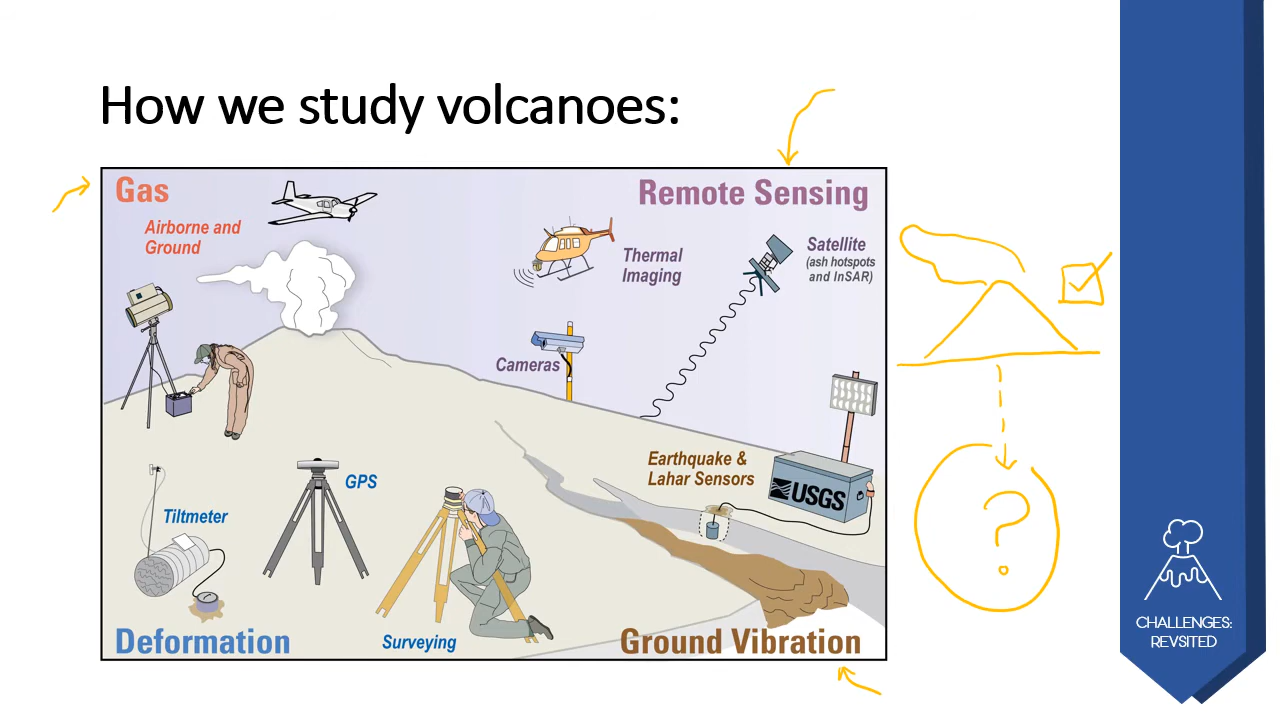 How we study volcanoes:
Gas
Airborne and
Ground
Remote Sensing
Thermal
Imaging
Satellite
(ash hotspots
and InSAR)
Cameras
Earthquake &
Lahar Sensors
USGS
GPS
Tiltmeter
Deformation
Surveying
Ground Vibration
?
CHALLENGES:
REVSITED